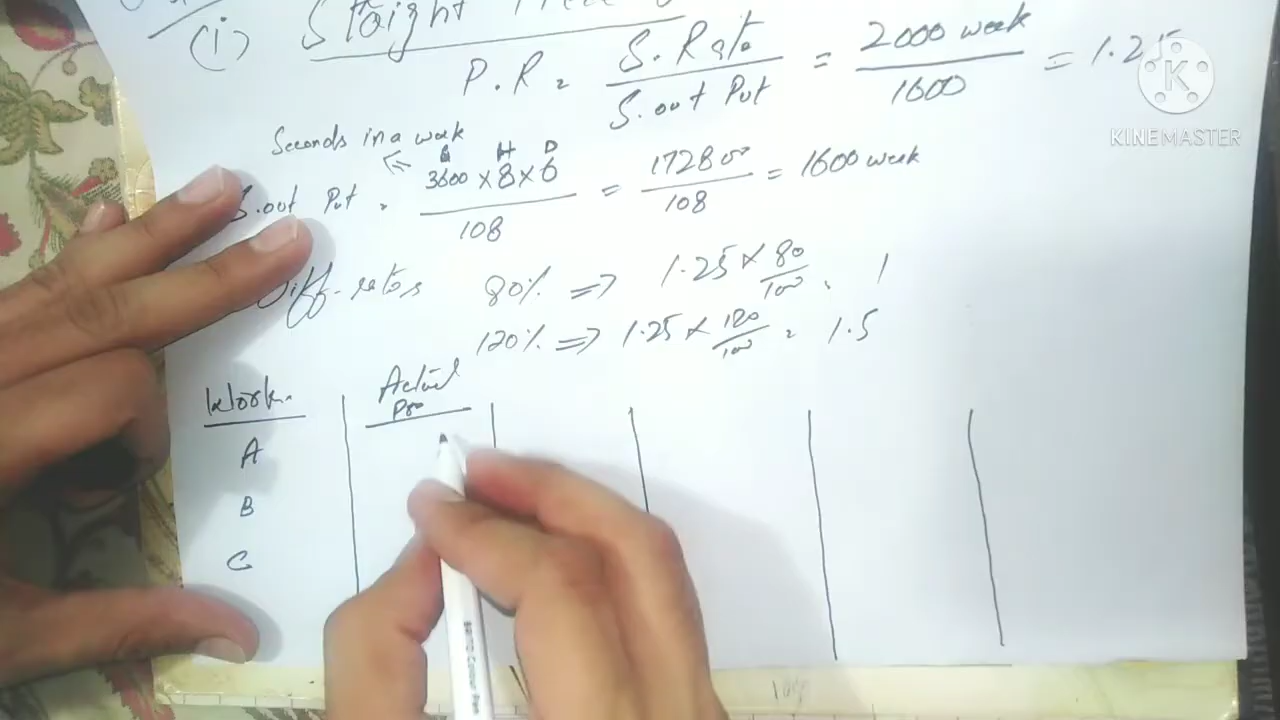 (i) Staight
P.R = S.Rate / S.out Put = 2000 week / 1600 = 1.25
K
KINEMASTER
Seconds in a week
H D
S.out Put = 3600 × 8 × 6 / 108 = 172800 / 108 = 1600 week
Diff. rates 80% => 1.25 × 80/100 = 1
120% => 1.25 × 120/100 = 1.5
Work. Actual Pro
A
B
C